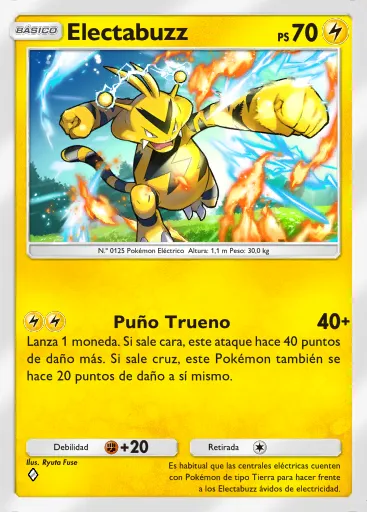 BÁSICO Electabuzz PS 70
N.º 0125 Pokémon Eléctrico Altura: 1,1 m Peso: 30,0 kg
Puño Trueno 40+
Lanza 1 moneda. Si sale cara, este ataque hace 40 puntos
de daño más. Si sale cruz, este Pokémon también se
hace 20 puntos de daño a sí mismo.
Debilidad +20 Retirada
Ilus. Ryuta Fuse
Es habitual que las centrales eléctricas cuenten
con Pokémon de tipo Tierra para hacer frente
a los Electabuzz ávidos de electricidad.